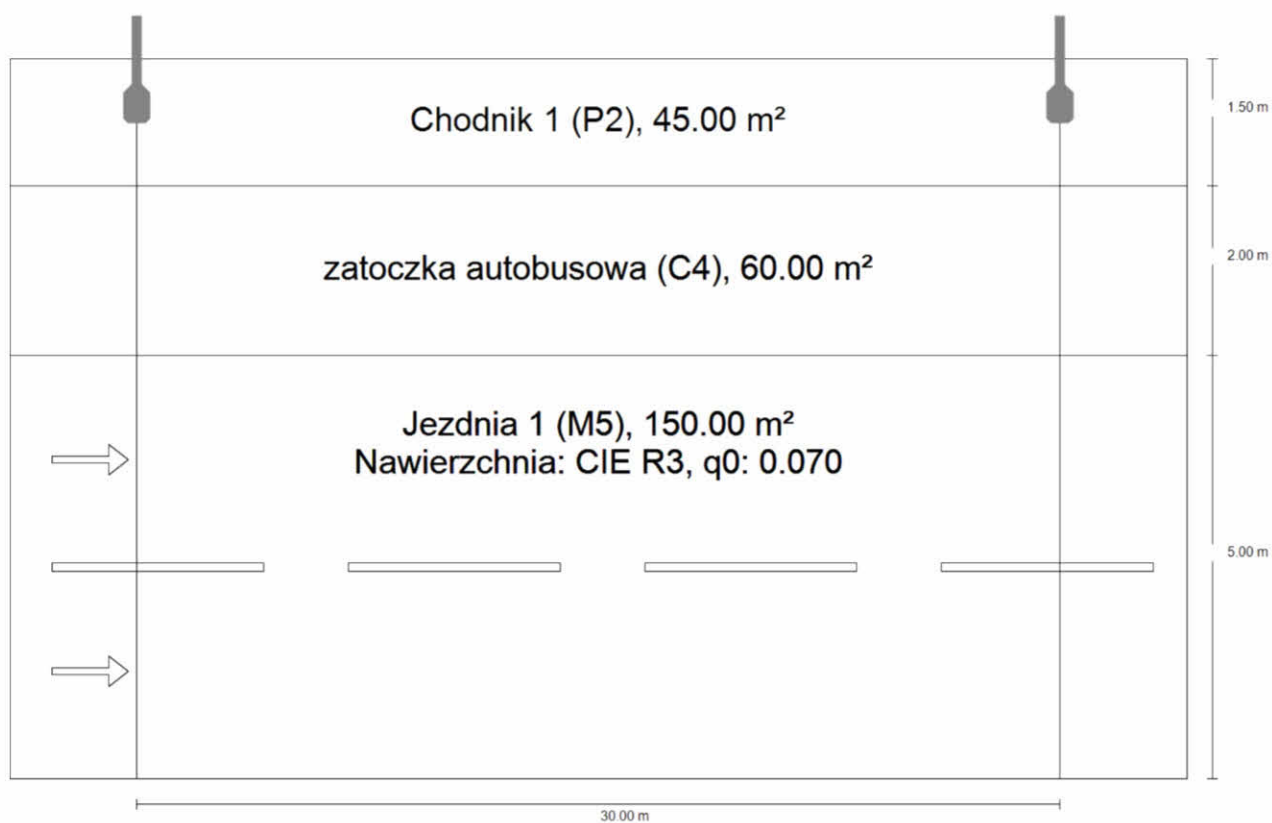 Chodnik 1 (P2), 45.00 m²
1.50 m
zatoczka autobusowa (C4), 60.00 m²
2.00 m
Jezdnia 1 (M5), 150.00 m²
Nawierzchnia: CIE R3, q0: 0.070
5.00 m
30.00 m